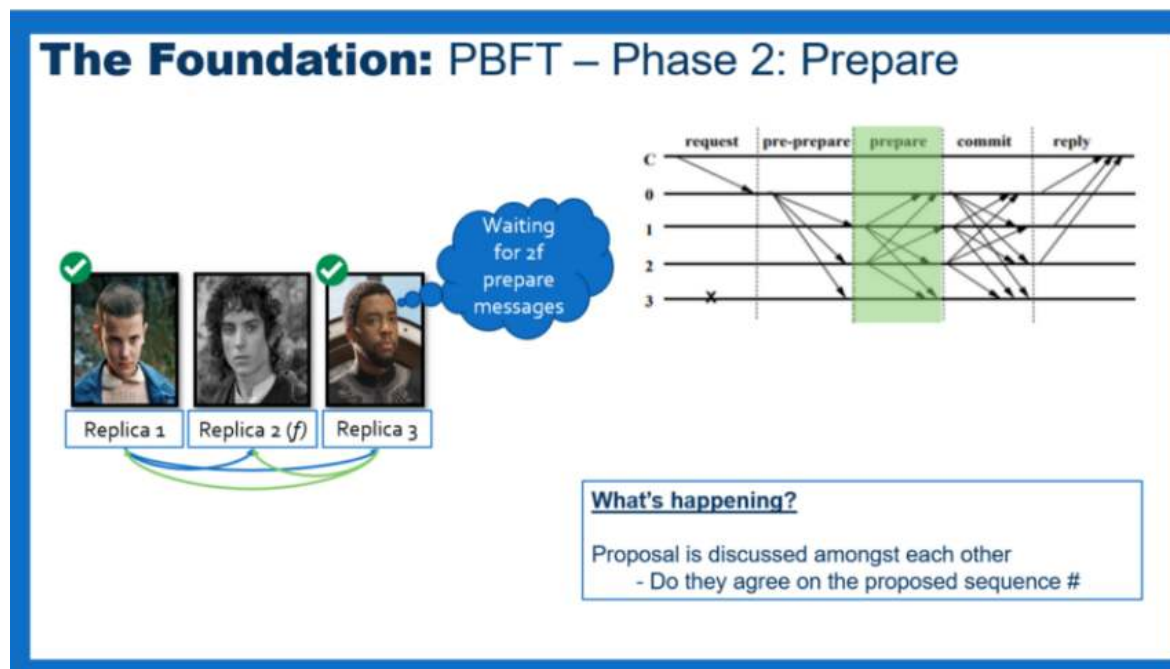 The Foundation: PBFT – Phase 2: Prepare
request pre-prepare prepare commit reply
C
0
1
2
3
X
Waiting
for 2f
prepare
messages
Replica 1
Replica 2 (f)
Replica 3
What's happening?
Proposal is discussed amongst each other
- Do they agree on the proposed sequence #